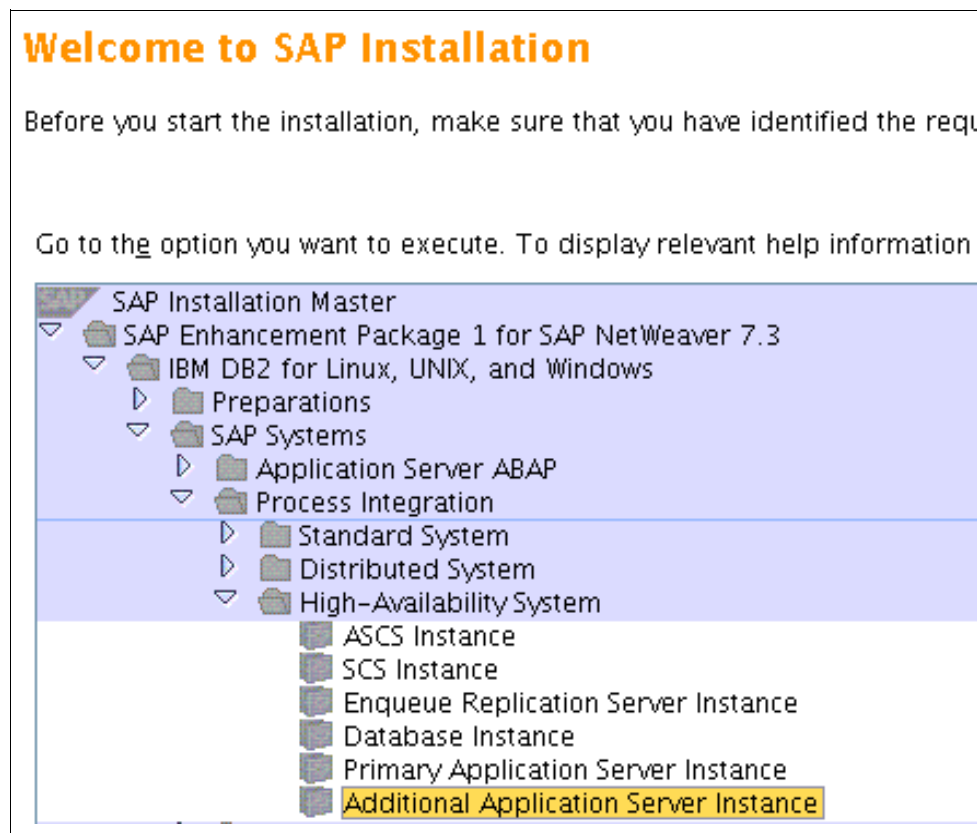 Welcome to SAP Installation
Before you start the installation, make sure that you have identified the requ
Go to the option you want to execute. To display relevant help information
SAP SAP Installation Master
SAP Enhancement Package 1 for SAP NetWeaver 7.3
IBM DB2 for Linux, UNIX, and Windows
Preparations
SAP Systems
Application Server ABAP
Process Integration
Standard System
Distributed System
High-Availability System
ASCS Instance
SCS Instance
Enqueue Replication Server Instance
Database Instance
Primary Application Server Instance
Additional Application Server Instance